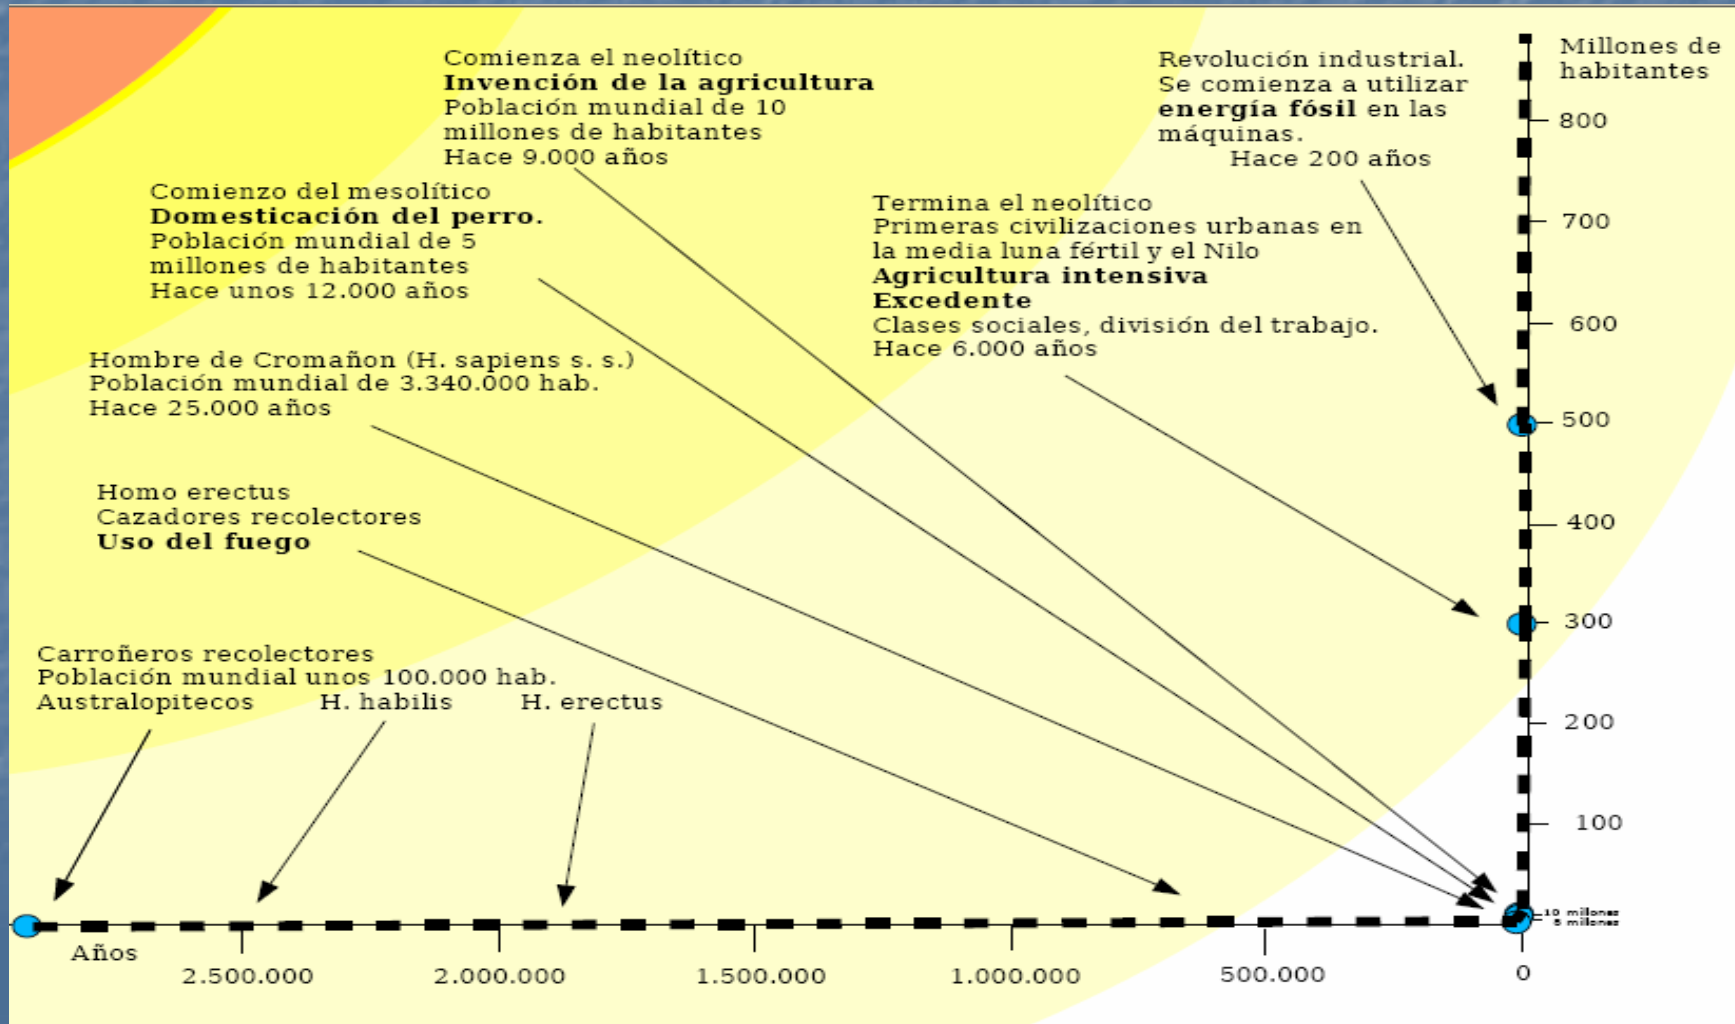 Comienza el neolítico
Invención de la agricultura
Población mundial de 10
millones de habitantes
Hace 9.000 años
Revolución industrial.
Se comienza a utilizar
energía fósil en las
máquinas.
Hace 200 años
Millones de
habitantes
Comienzo del mesolítico
Domesticación del perro.
Población mundial de 5
millones de habitantes
Hace unos 12.000 años
Termina el neolítico
Primeras civilizaciones urbanas en
la media luna fértil y el Nilo
Agricultura intensiva
Excedente
Clases sociales, división del trabajo.
Hace 6.000 años
Hombre de Cromañon (H. sapiens s. s.)
Población mundial de 3.340.000 hab.
Hace 25.000 años
Homo erectus
Cazadores recolectores
Uso del fuego
Carroñeros recolectores
Población mundial unos 100.000 hab.
Australopitecos H. habilis H. erectus
800
700
600
500
400
300
200
100
10 millones
5 millones
Años
2.500.000 2.000.000 1.500.000 1.000.000 500.000 0